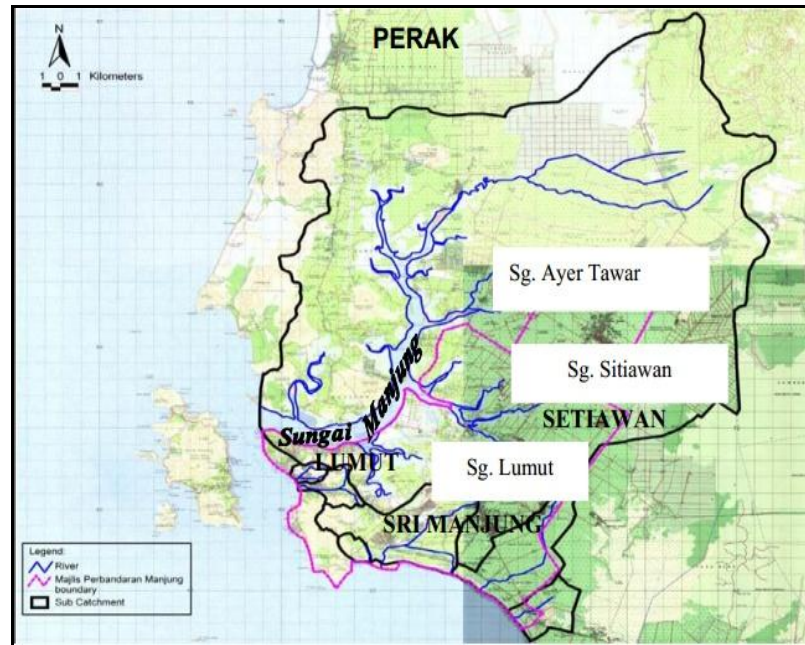 PERAK
N
1 0 1 Kilometers
Sg. Ayer Tawar
Sg. Sitiawan
SETIAWAN
Sungai Manjung
LUMUT
Sg. Lumut
SRI MANJUNG
Legend:
River
Majlis Perbandaran Manjung
boundary
Sub Catchment